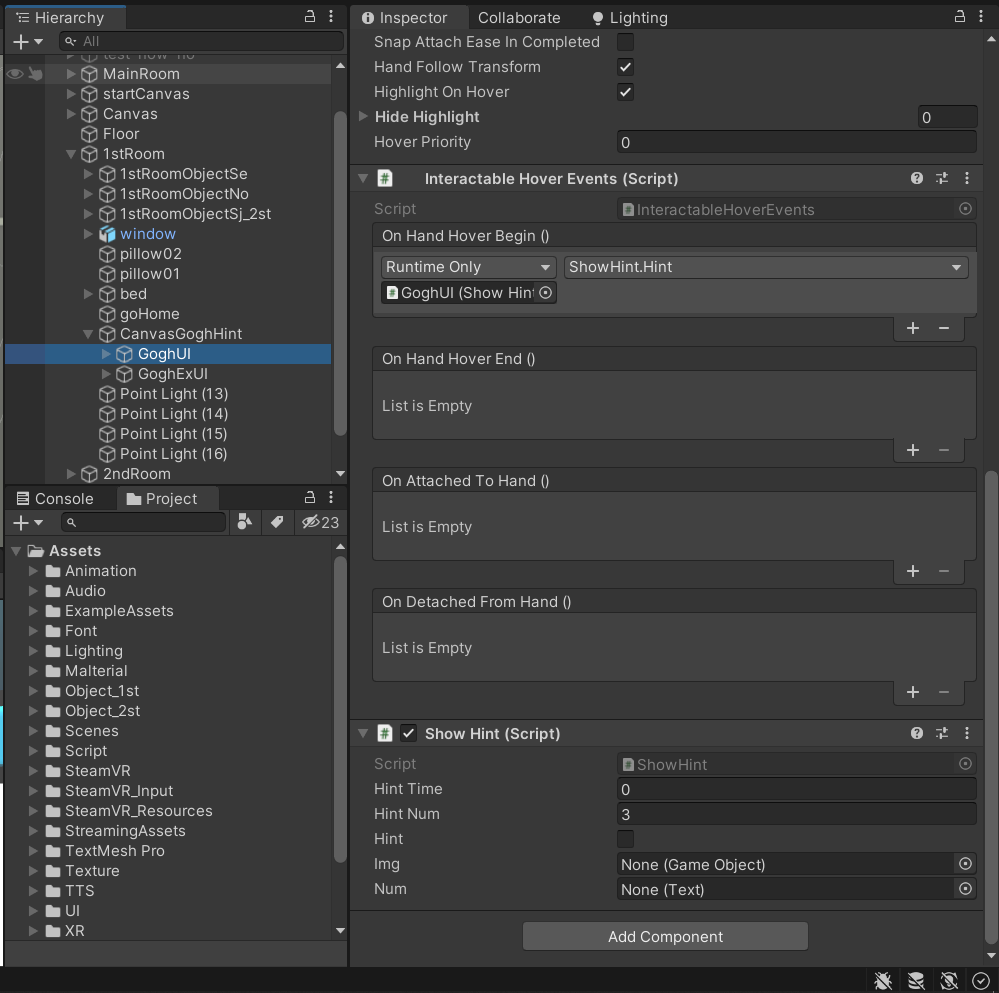 Hierarchy
All
test-now-no
MainRoom
startCanvas
Canvas
Floor
1stRoom
1stRoomObjectSe
1stRoomObjectNo
1stRoomObjectSj_2st
window
pillow02
pillow01
bed
goHome
CanvasGoghHint
GoghUI
GoghExUI
Point Light (13)
Point Light (14)
Point Light (15)
Point Light (16)
2ndRoom
Console Project
23
Assets
Animation
Audio
ExampleAssets
Font
Lighting
Malterial
Object_1st
Object_2st
Scenes
Script
SteamVR
SteamVR_Input
SteamVR_Resources
StreamingAssets
TextMesh Pro
Texture
TTS
UI
XR
Inspector Collaborate Lighting
Snap Attach Ease In Completed
Hand Follow Transform
Highlight On Hover
Hide Highlight 0
Hover Priority 0
# Interactable Hover Events (Script)
Script # InteractableHoverEvents
On Hand Hover Begin ()
Runtime Only ShowHint.Hint
GoghUI (Show Hin
On Hand Hover End ()
List is Empty
On Attached To Hand ()
List is Empty
On Detached From Hand ()
List is Empty
# Show Hint (Script)
Script # ShowHint
Hint Time 0
Hint Num 3
Hint
Img None (Game Object)
Num None (Text)
Add Component